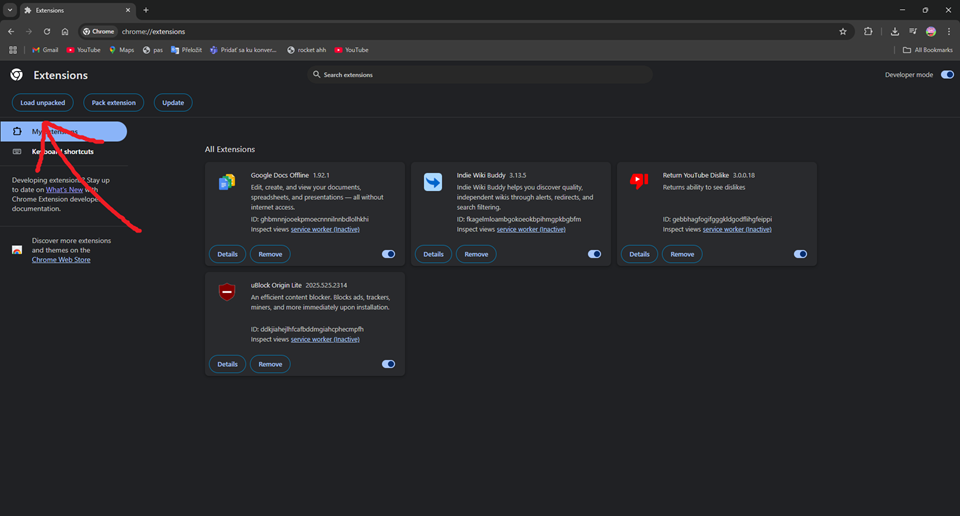 Extensions
Chrome
chrome://extensions
Gmail
YouTube
Maps
pas
Přeložit
Pridať sa ku konver...
rocket ahh
YouTube
All Bookmarks
Extensions
Search extensions
Developer mode
Load unpacked
Pack extension
Update
My extensions
Keyboard shortcuts
Developing extensions? Stay up
to date on What's New with
Chrome Extension developer
documentation.
Discover more extensions
and themes on the
Chrome Web Store
All Extensions
Google Docs Offline 1.92.1
Edit, create, and view your documents,
spreadsheets, and presentations — all without
internet access.
ID: ghbmnnjooekpmoecnnnilnnbdlolhkhi
Inspect views service worker (Inactive)
Details
Remove
Indie Wiki Buddy 3.13.5
Indie Wiki Buddy helps you discover quality,
independent wikis through alerts, redirects, and
search filtering.
ID: fkagelmloambgokoeokbpihmgpkbgbfm
Inspect views service worker (Inactive)
Details
Remove
Return YouTube Dislike 3.0.0.18
Returns ability to see dislikes
ID: gebbhagfogifgggkldgodflihgfeippi
Inspect views service worker (Inactive)
Details
Remove
uBlock Origin Lite 2025.525.2314
An efficient content blocker. Blocks ads, trackers,
miners, and more immediately upon installation.
ID: ddkjiahejlhfcafbddmgiahcphecmpfh
Inspect views service worker (Inactive)
Details
Remove